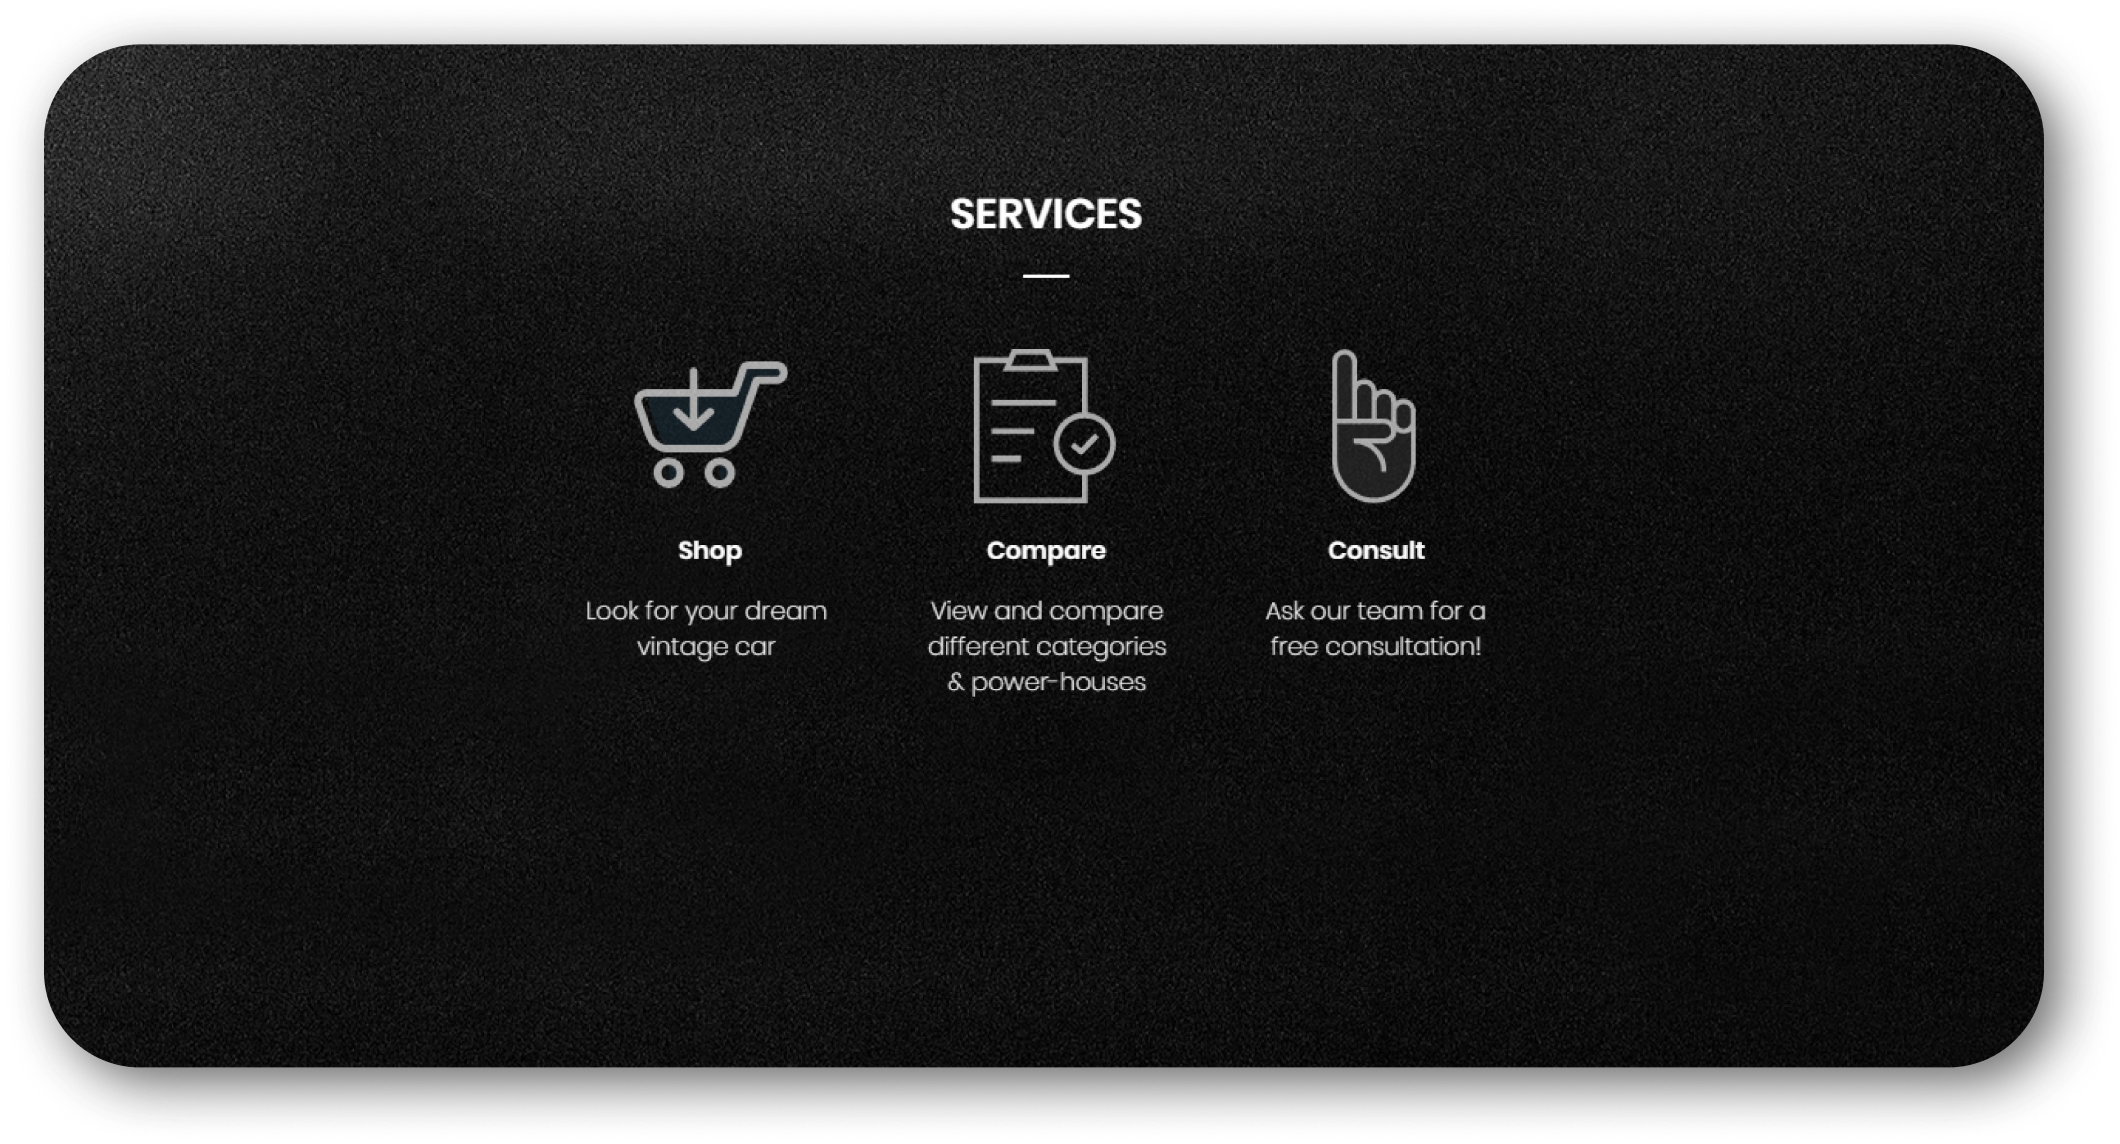 SERVICES
Shop
Look for your dream
vintage car
Compare
View and compare
different categories
& power-houses
Consult
Ask our team for a
free consultation!